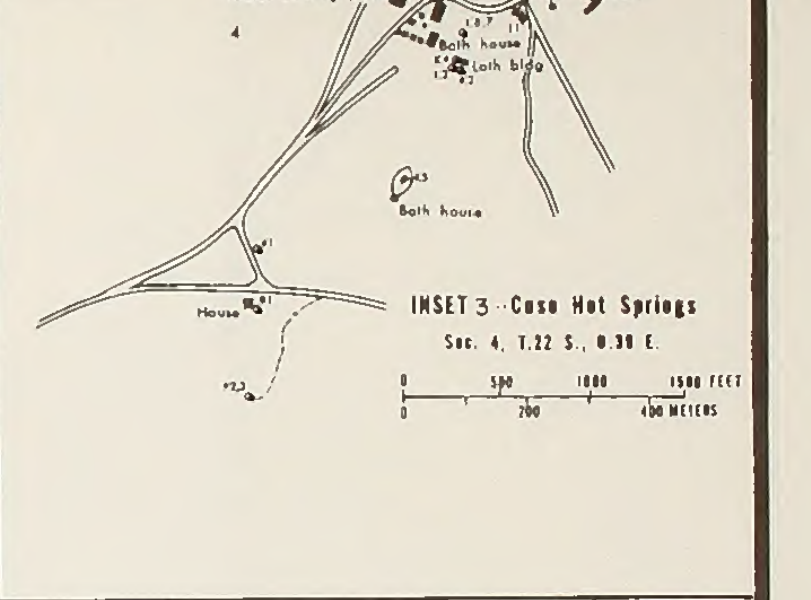 4
Bath house
Lath bldg
Bath house
House
INSET 3--Coso Hot Springs
Sec. 4, T.22 S., R.39 E.
0 500 1000 1500 FEET
0 200 400 METERS